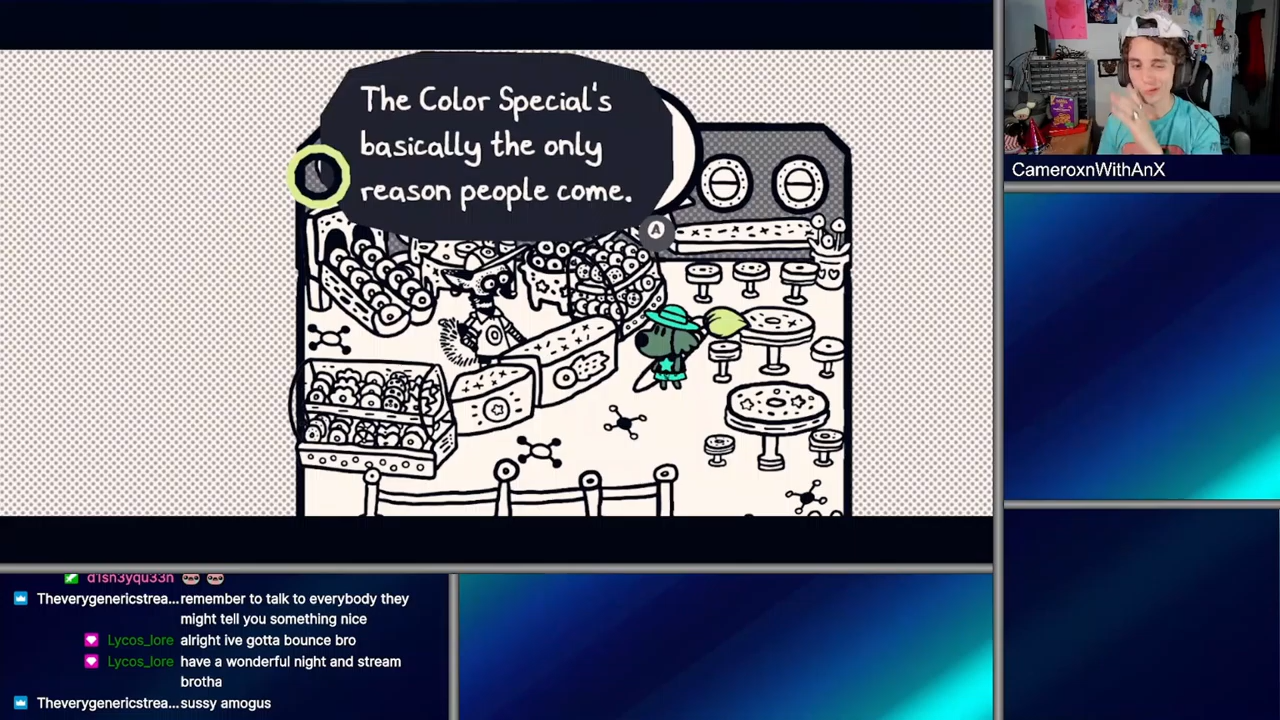 The Color Special's
basically the only
reason people come.
A
CameroxnWithAnX
d1sn3yqu33n
Theverygenericstrea... remember to talk to everybody they
might tell you something nice
Lycos_lore alright ive gotta bounce bro
Lycos_lore have a wonderful night and stream
brotha
Theverygenericstrea... sussy amogus